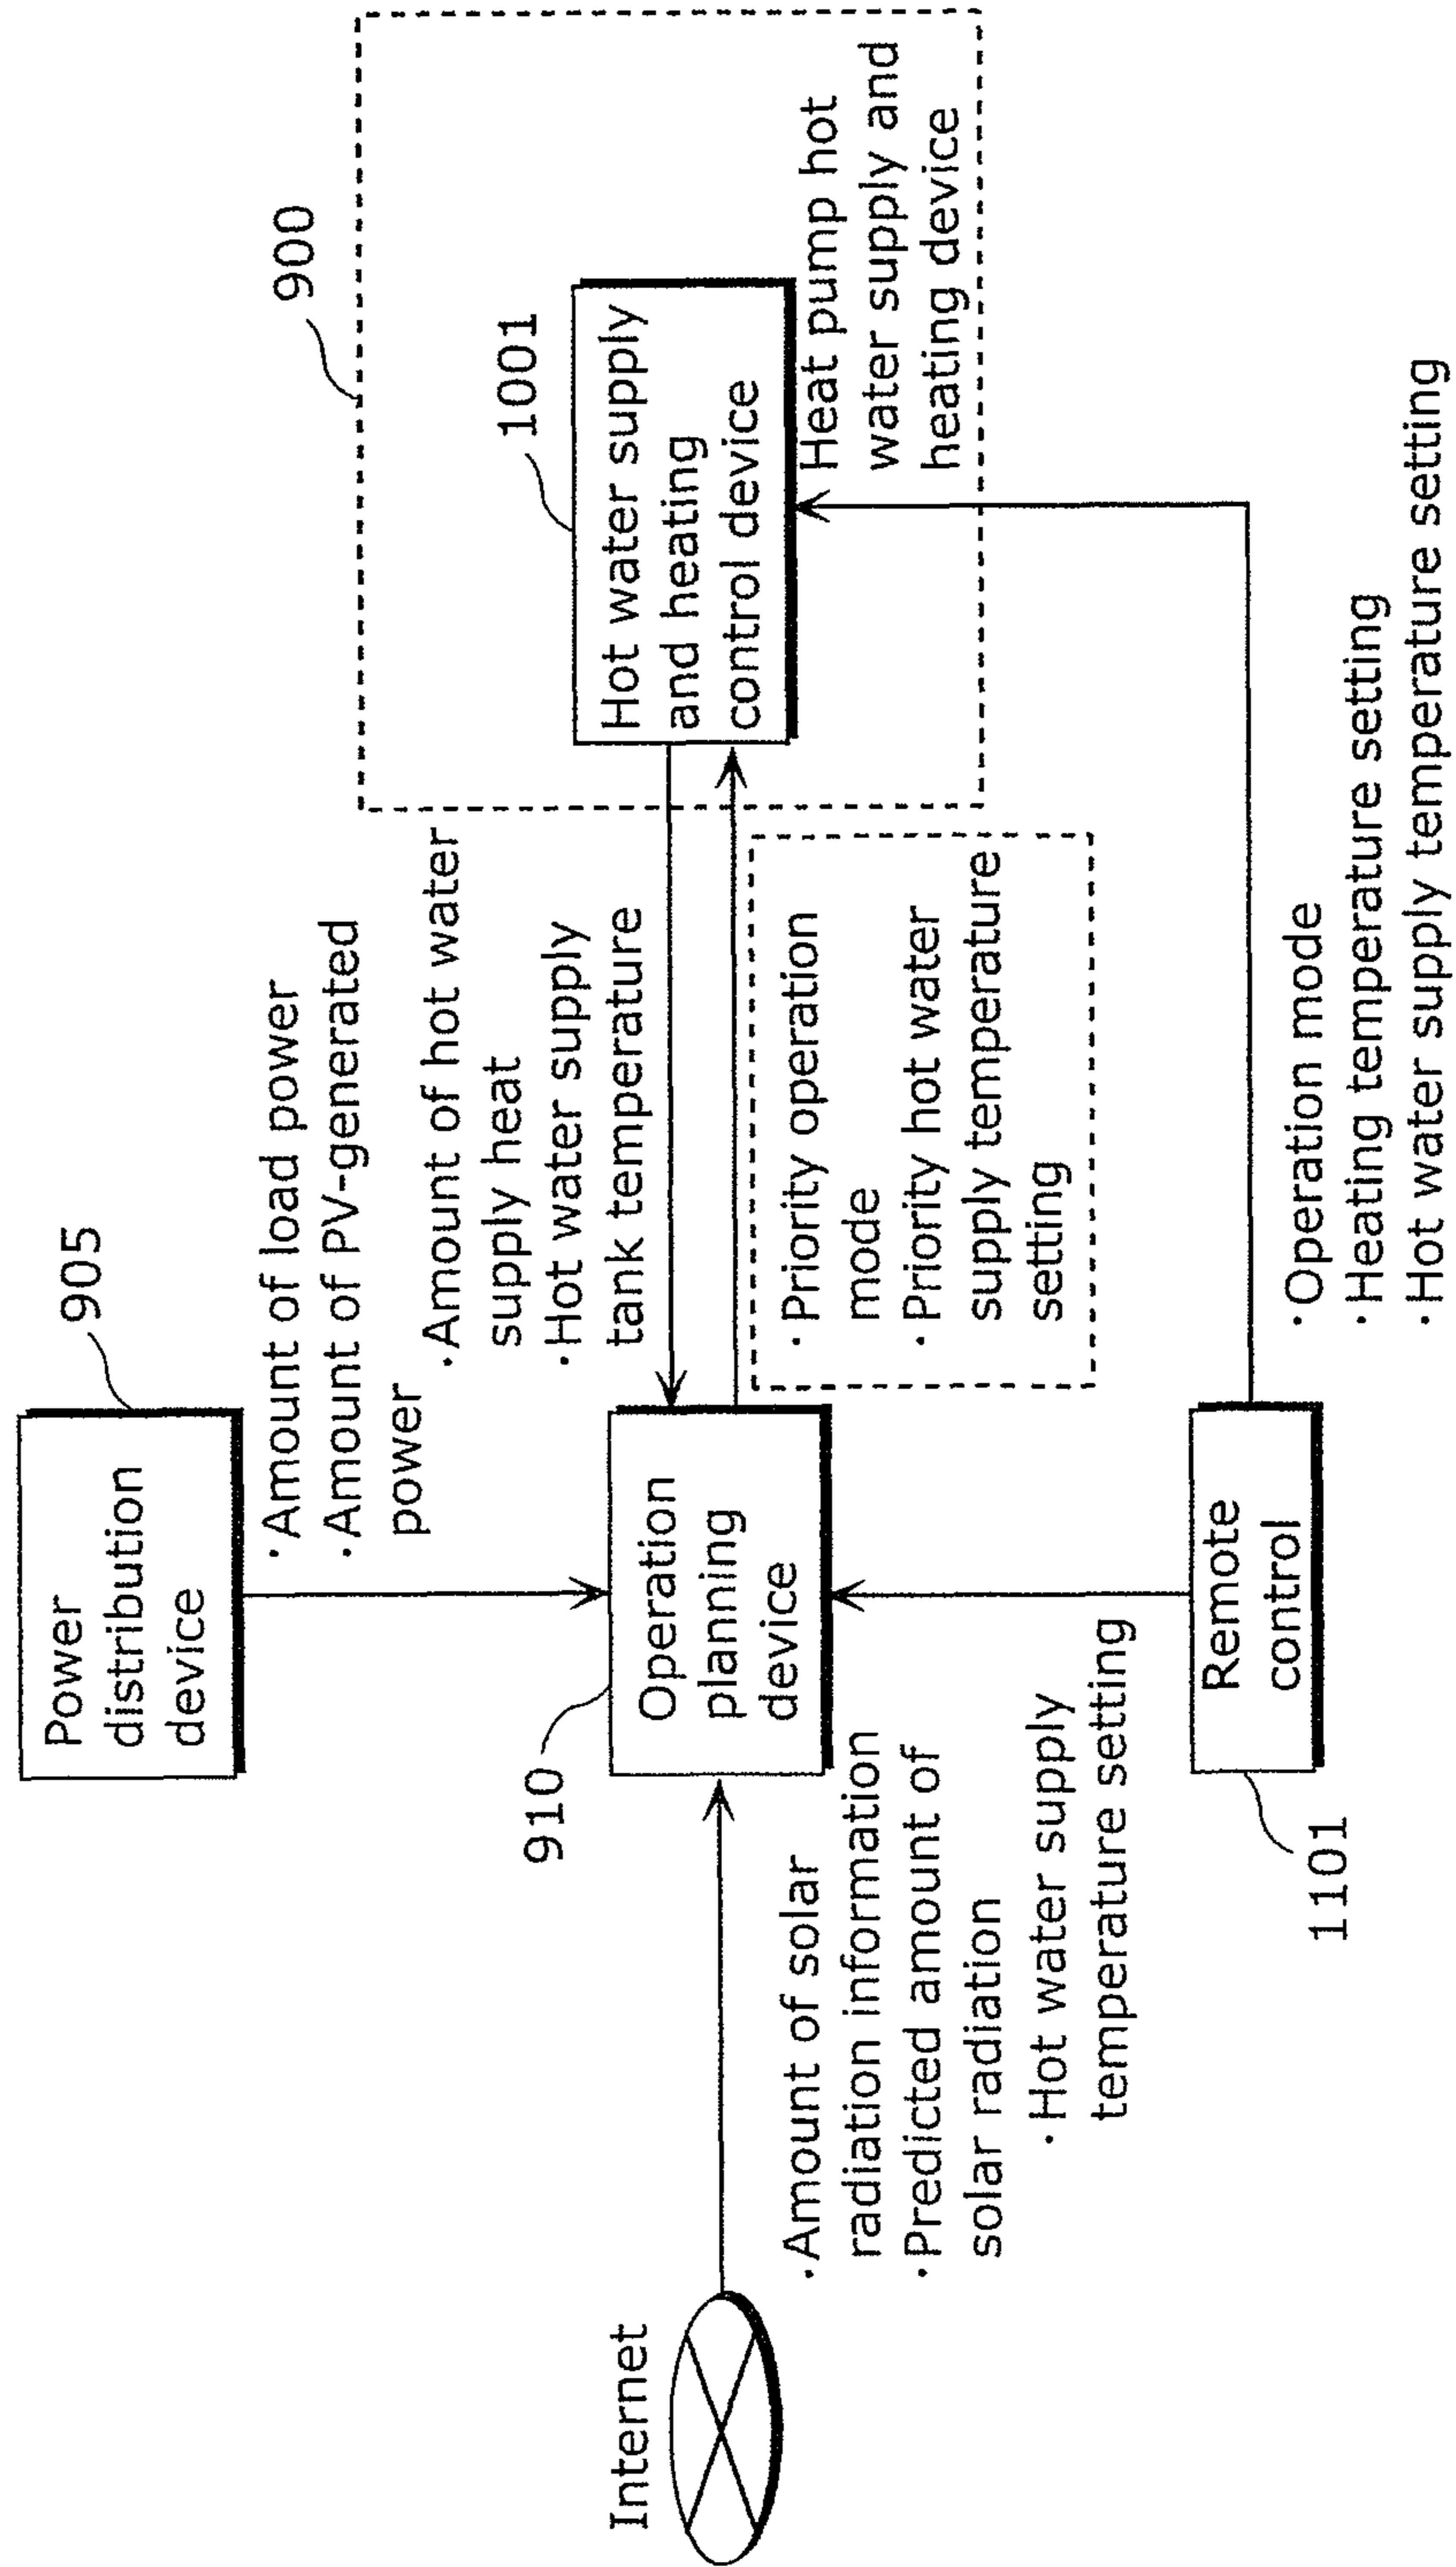 905
Power
distribution
device
·Amount of load power
·Amount of PV-generated
power
900
1001
Hot water supply
and heating
control device
Heat pump hot
water supply and
heating device
·Amount of hot water
supply heat
·Hot water supply
tank temperature
·Priority operation
mode
·Priority hot water
supply temperature
setting
910
Operation
planning
device
Internet
·Amount of solar
radiation information
·Predicted amount of
solar radiation
·Hot water supply
temperature setting
Remote
control
1101
·Operation mode
·Heating temperature setting
·Hot water supply temperature setting